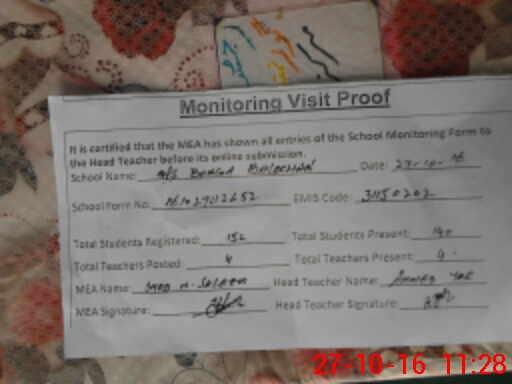 Monitoring Visit Proof
It is certified that the MEA has shown all entries of the School Monitoring Form to
the Head Teacher before its online submission.
School Name: Date: 27-10-16
School Form No: EMIS Code:
Total Students Registered: 152 Total Students Present: 140
Total Teachers Posted: 4 Total Teachers Present: 4
MEA Name: Head Teacher Name: Ahmed
MEA Signature: Head Teacher Signature:
27-10-16 11:28